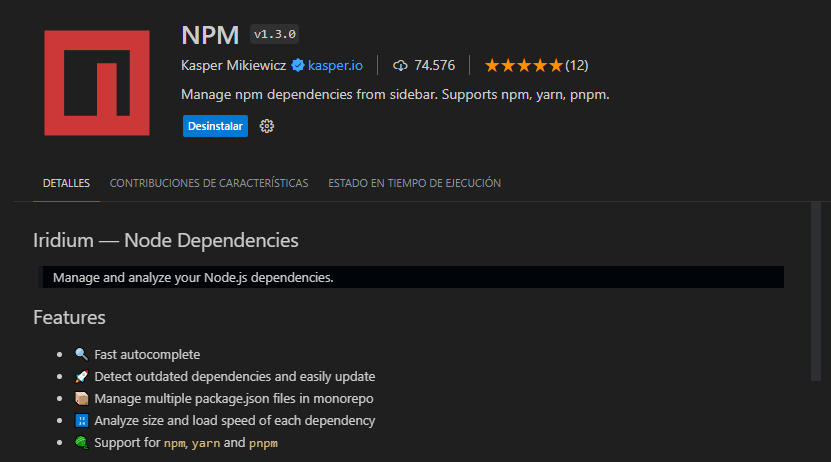 NPM v1.3.0
Kasper Mikiewicz kasper.io 74.576 (12)
Manage npm dependencies from sidebar. Supports npm, yarn, pnpm.
Desinstalar
DETALLES CONTRIBUCIONES DE CARACTERÍSTICAS ESTADO EN TIEMPO DE EJECUCIÓN
Iridium — Node Dependencies
Manage and analyze your Node.js dependencies.
Features
• 🔍 Fast autocomplete
• 🚀 Detect outdated dependencies and easily update
• 📦 Manage multiple package.json files in monorepo
• 🔢 Analyze size and load speed of each dependency
• 🧶 Support for npm, yarn and pnpm